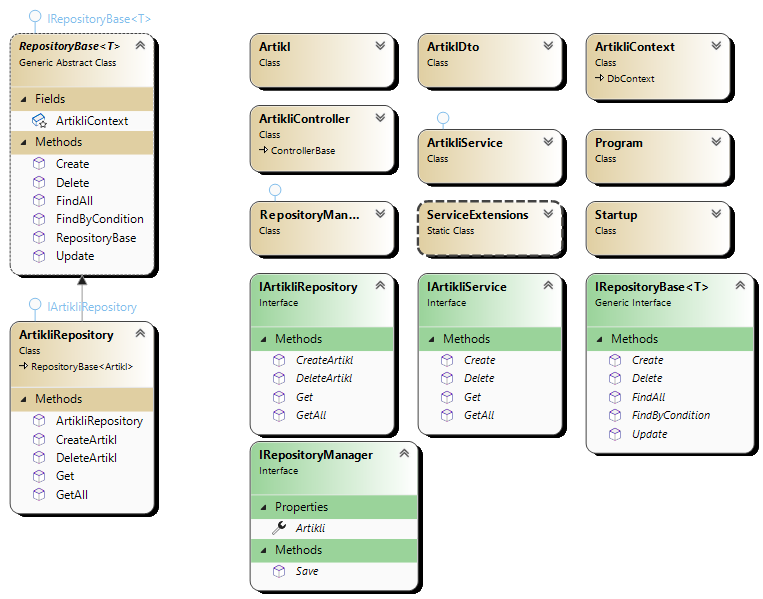 IRepositoryBase<T>
RepositoryBase<T>
Generic Abstract Class
Fields
ArtikliContext
Methods
Create
Delete
FindAll
FindByCondition
RepositoryBase
Update
IArtikliRepository
ArtikliRepository
Class
RepositoryBase<Artikl>
Methods
ArtikliRepository
CreateArtikl
DeleteArtikl
Get
GetAll
Artikl
Class
ArtiklDto
Class
ArtikliContext
Class
DbContext
ArtikliController
Class
ControllerBase
ArtikliService
Class
Program
Class
RepositoryMan...
Class
ServiceExtensions
Static Class
Startup
Class
IArtikliRepository
Interface
Methods
CreateArtikl
DeleteArtikl
Get
GetAll
IArtikliService
Interface
Methods
Create
Delete
Get
GetAll
IRepositoryBase<T>
Generic Interface
Methods
Create
Delete
FindAll
FindByCondition
Update
IRepositoryManager
Interface
Properties
Artikli
Methods
Save